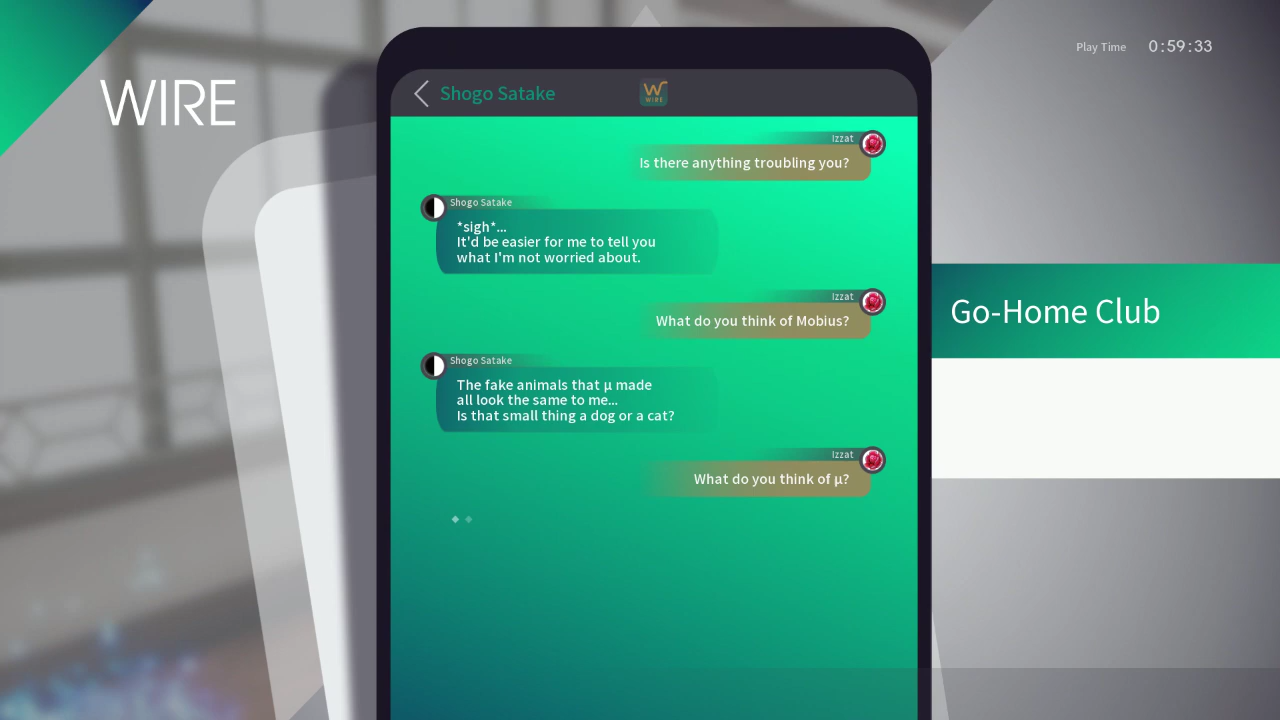 Play Time 0:59:33
WIRE
Shogo Satake
WIRE
Izzat
Is there anything troubling you?
Shogo Satake
*sigh*...
It'd be easier for me to tell you
what I'm not worried about.
Izzat
What do you think of Mobius?
Shogo Satake
The fake animals that μ made
all look the same to me...
Is that small thing a dog or a cat?
Izzat
What do you think of μ?
Go-Home Club